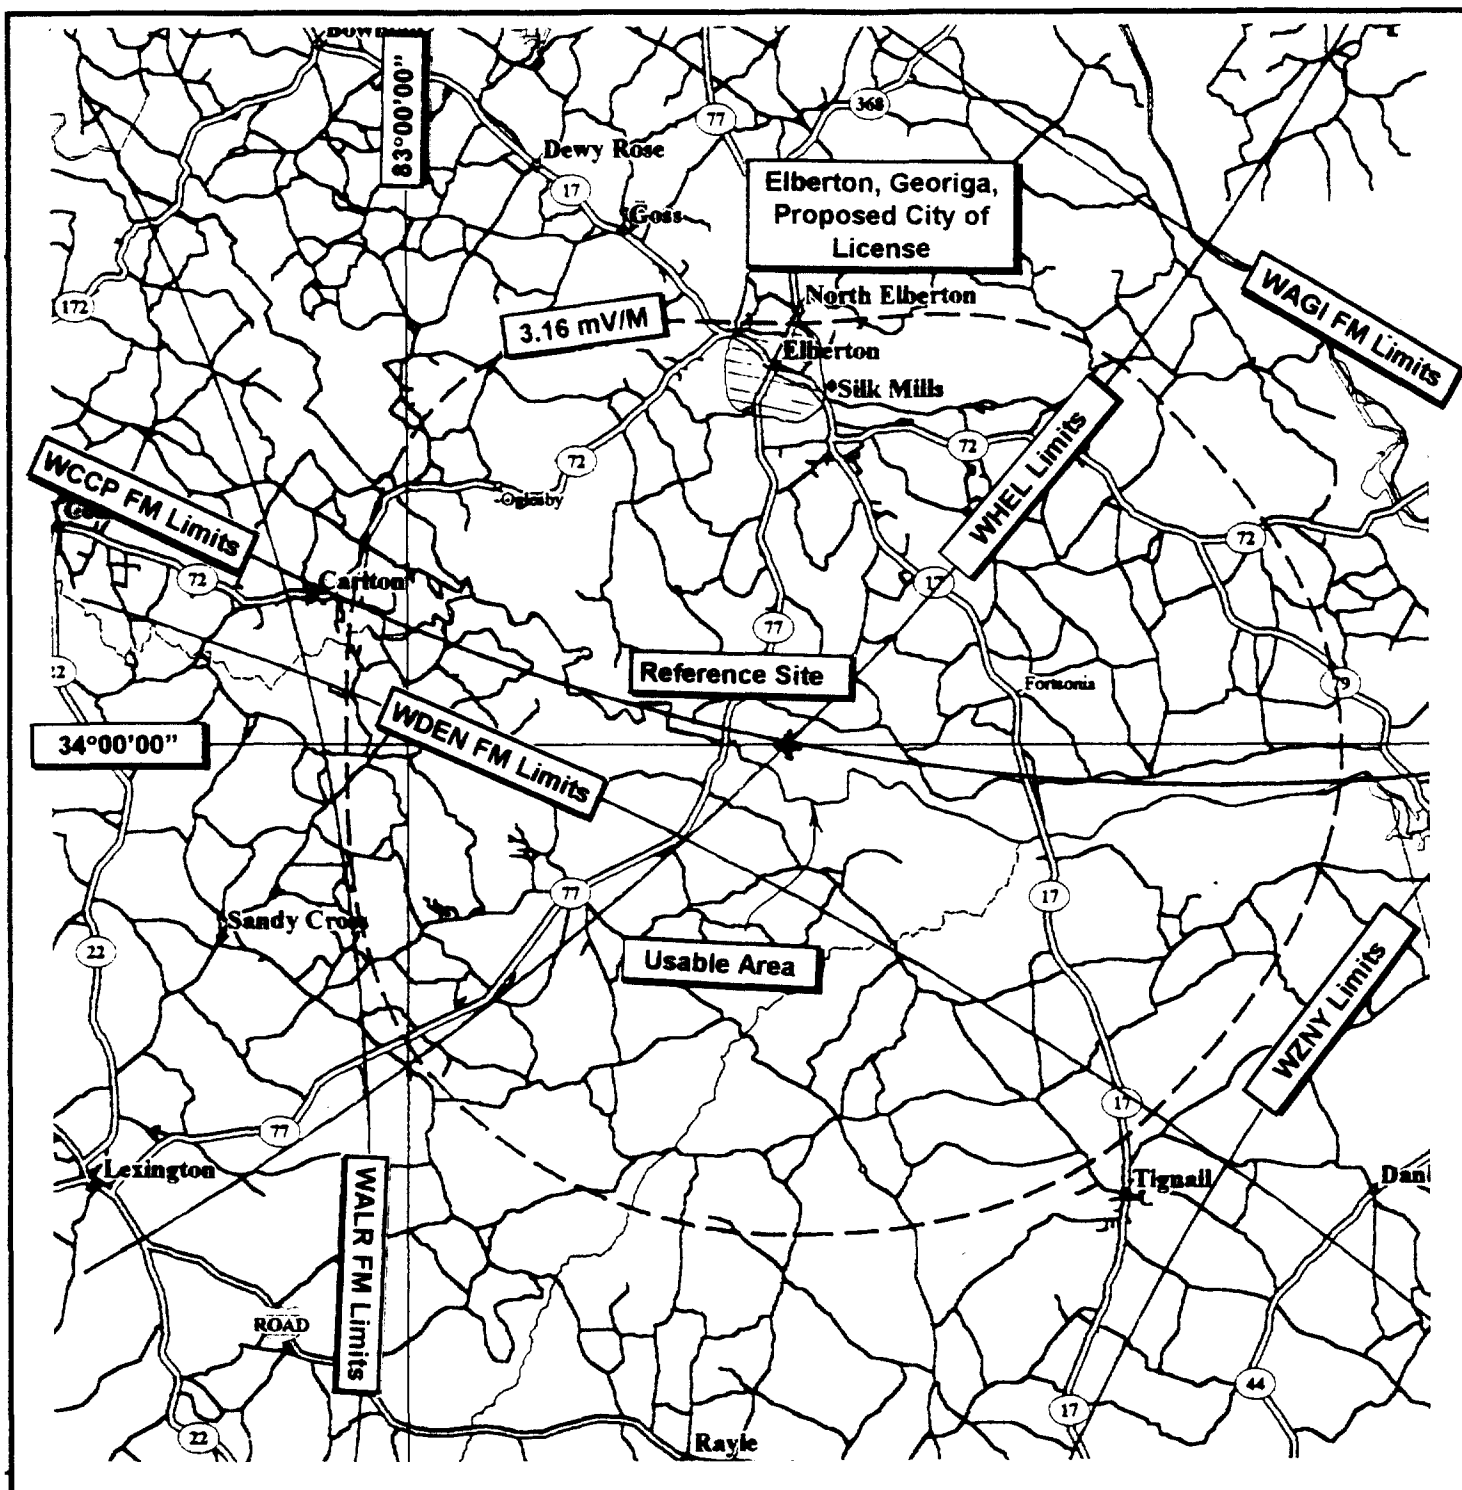 83°00'00"
77
368
Dewy Rose
17
Goss
Elberton, Georiga,
Proposed City of
License
172
3.16 mV/M
North Elberton
WAGI FM Limits
Elberton
Silk Mills
72
72
WHEL Limits
WCCP FM Limits
Oglesby
72
72
Carlton
17
77
22
Reference Site
Fortsonia
79
WDEN FM Limits
34°00'00"
77
17
Sandy Cross
22
Usable Area
WZNY Limits
17
77
Lexington
WALR FM Limits
Tignall
Dan
ROAD
44
17
22
Rayle